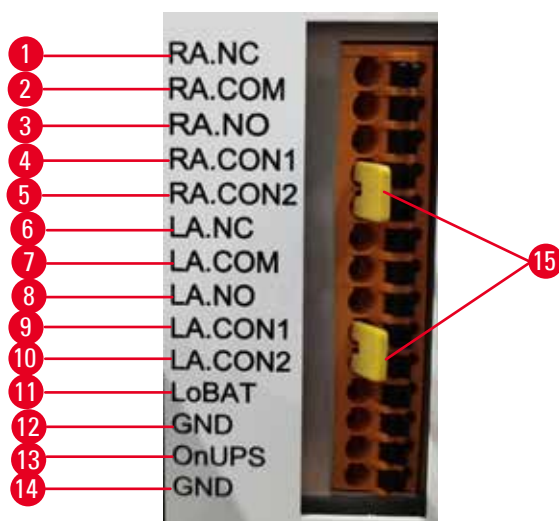 1 RA.NC
2 RA.COM
3 RA.NO
4 RA.CON1
5 RA.CON2
6 LA.NC
7 LA.COM
8 LA.NO
9 LA.CON1
10 LA.CON2
11 LoBAT
12 GND
13 OnUPS
14 GND
15